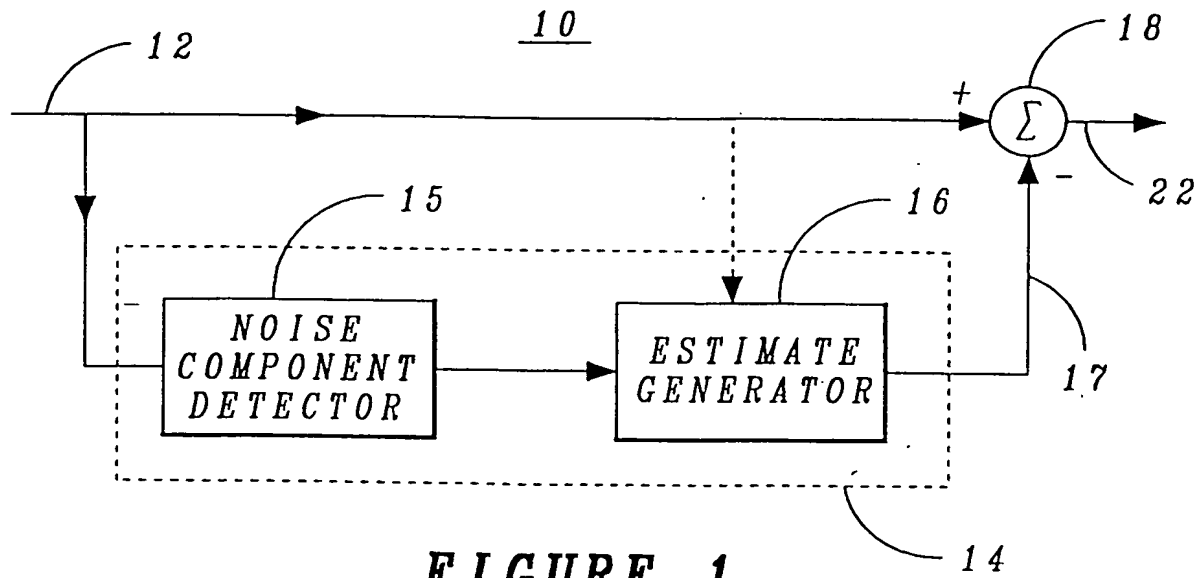 10
12
18
+
Σ
-
22
15
16
-
NOISE
COMPONENT
DETECTOR
ESTIMATE
GENERATOR
17
14
FIGURE 1